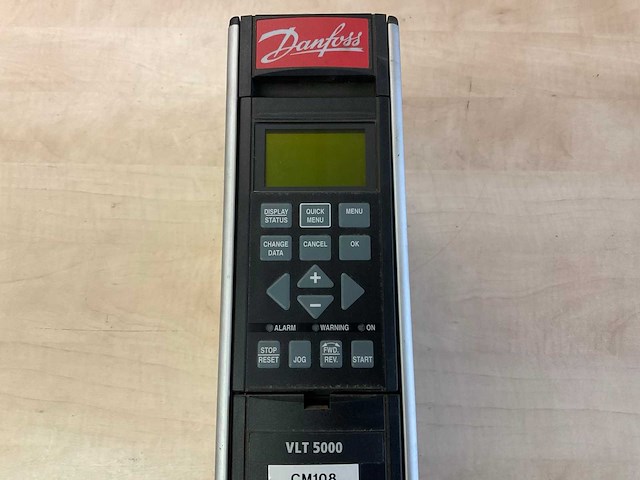 Danfoss
DISPLAY STATUS
QUICK MENU
MENU
CHANGE DATA
CANCEL
OK
+
−
ALARM WARNING ON
STOP RESET
JOG
FWD. REV.
START
VLT 5000
CM108